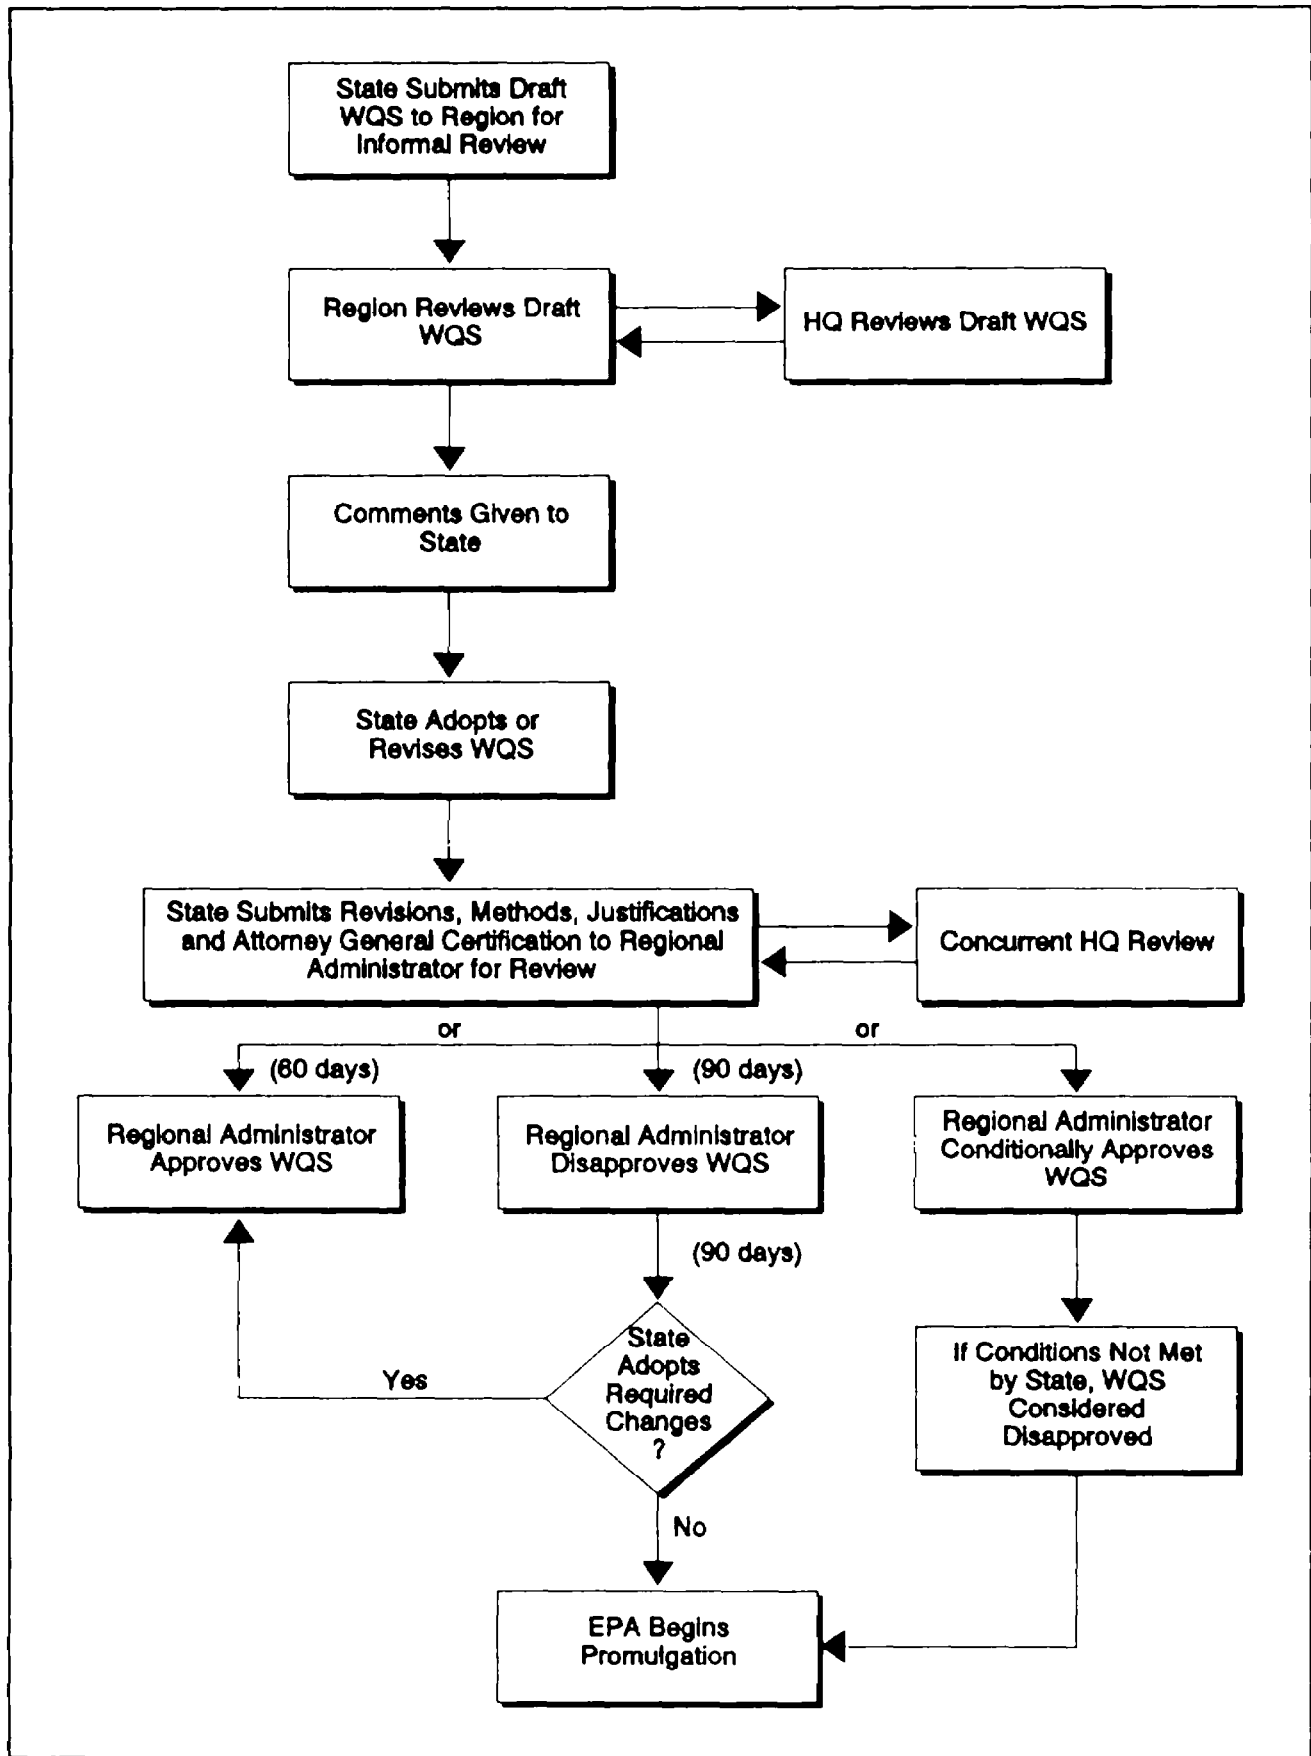 State Submits Draft
WQS to Region for
Informal Review
Region Reviews Draft
WQS
HQ Reviews Draft WQS
Comments Given to
State
State Adopts or
Revises WQS
State Submits Revisions, Methods, Justifications
and Attorney General Certification to Regional
Administrator for Review
Concurrent HQ Review
or
or
(60 days)
(90 days)
Regional Administrator
Approves WQS
Regional Administrator
Disapproves WQS
Regional Administrator
Conditionally Approves
WQS
(90 days)
State
Adopts
Required
Changes
?
Yes
If Conditions Not Met
by State, WQS
Considered
Disapproved
No
EPA Begins
Promulgation